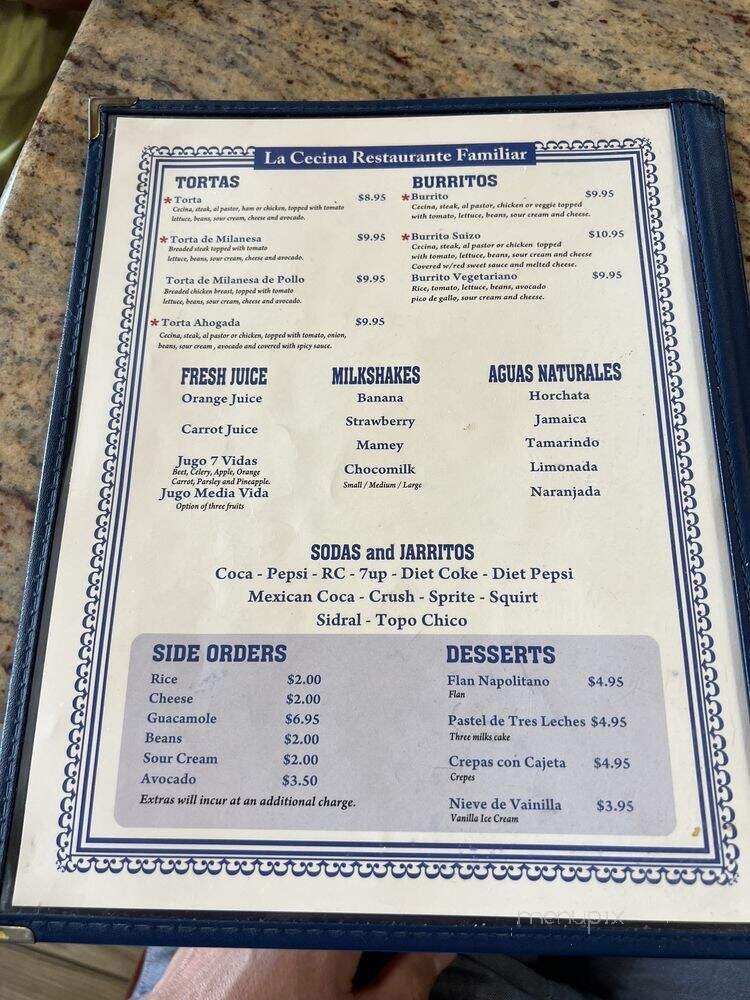 La Cecina Restaurante Familiar
TORTAS
* Torta $8.95
Cecina, steak, al pastor, ham or chicken, topped with tomato
lettuce, beans, sour cream, cheese and avocado.
* Torta de Milanesa $9.95
Breaded steak topped with tomato
lettuce, beans, sour cream, cheese and avocado.
Torta de Milanesa de Pollo $9.95
Breaded chicken breast, topped with tomato
lettuce, beans, sour cream, cheese and avocado.
* Torta Ahogada $9.95
Cecina, steak, al pastor or chicken, topped with tomato, onion,
beans, sour cream , avocado and covered with spicy sauce.
BURRITOS
* Burrito $9.95
Cecina, steak, al pastor, chicken or veggie topped
with tomato, lettuce, beans, sour cream and cheese.
* Burrito Suizo $10.95
Cecina, steak, al pastor or chicken topped
with tomato, lettuce, beans, sour cream and cheese
Covered w/red sweet sauce and melted cheese.
Burrito Vegetariano $9.95
Rice, tomato, lettuce, beans, avocado
pico de gallo, sour cream and cheese.
FRESH JUICE
Orange Juice
Carrot Juice
Jugo 7 Vidas
Beet, Celery, Apple, Orange
Carrot, Parsley and Pineapple.
Jugo Media Vida
Option of three fruits
MILKSHAKES
Banana
Strawberry
Mamey
Chocomilk
Small / Medium / Large
AGUAS NATURALES
Horchata
Jamaica
Tamarindo
Limonada
Naranjada
SODAS and JARRITOS
Coca - Pepsi - RC - 7up - Diet Coke - Diet Pepsi
Mexican Coca - Crush - Sprite - Squirt
Sidral - Topo Chico
SIDE ORDERS
Rice $2.00
Cheese $2.00
Guacamole $6.95
Beans $2.00
Sour Cream $2.00
Avocado $3.50
Extras will incur at an additional charge.
DESSERTS
Flan Napolitano $4.95
Flan
Pastel de Tres Leches $4.95
Three milks cake
Crepas con Cajeta $4.95
Crepes
Nieve de Vainilla $3.95
Vanilla Ice Cream
menupix